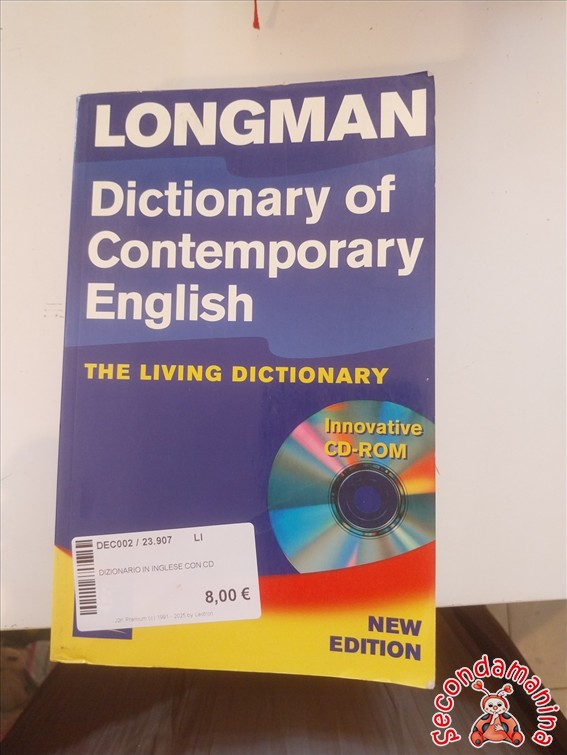 LONGMAN
Dictionary of
Contemporary
English
THE LIVING DICTIONARY
Innovative
CD-ROM
DEC002 / 23.907 LI
DIZIONARIO IN INGLESE CON CD
8,00 €
NEW
EDITION
Secondamanina